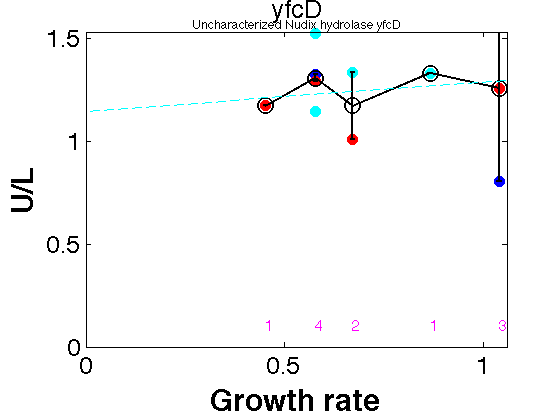 yfcD
Uncharacterized Nudix hydrolase yfcD
1.5
1
0.5
0
U/L
1 4 2 1 3
0 0.5 1
Growth rate